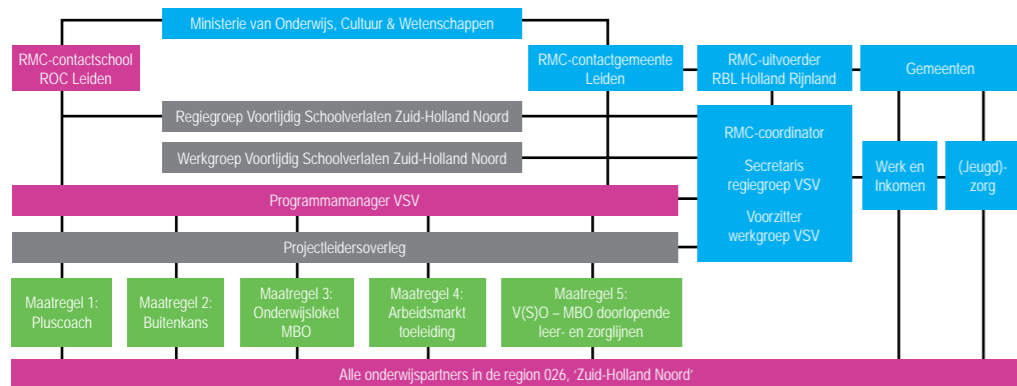 Ministerie van Onderwijs, Cultuur & Wetenschappen
RMC-contactschool
ROC Leiden
RMC-contactgemeente
Leiden
RMC-uitvoerder
RBL Holland Rijnland
Gemeenten
Regiegroep Voortijdig Schoolverlaten Zuid-Holland Noord
Werkgroep Voortijdig Schoolverlaten Zuid-Holland Noord
RMC-coordinator
Secretaris
regiegroep VSV
Voorzitter
werkgroep VSV
Werk en
Inkomen
(Jeugd)-
zorg
Programmamanager VSV
Projectleidersoverleg
Maatregel 1:
Pluscoach
Maatregel 2:
Buitenkans
Maatregel 3:
Onderwijsloket
MBO
Maatregel 4:
Arbeidsmarkt
toeleiding
Maatregel 5:
V(S)O – MBO doorlopende
leer- en zorglijnen
Alle onderwijspartners in de region 026, ‘Zuid-Holland Noord’